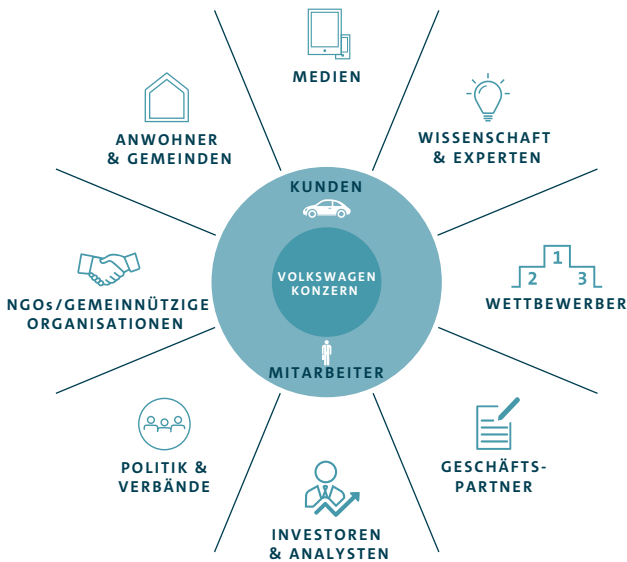 MEDIEN
ANWOHNER
& GEMEINDEN
WISSENSCHAFT
& EXPERTEN
KUNDEN
VOLKSWAGEN
KONZERN
NGOs/GEMEINNÜTZIGE
ORGANISATIONEN
1
2 3
WETTBEWERBER
MITARBEITER
POLITIK &
VERBÄNDE
GESCHÄFTS-
PARTNER
INVESTOREN
& ANALYSTEN